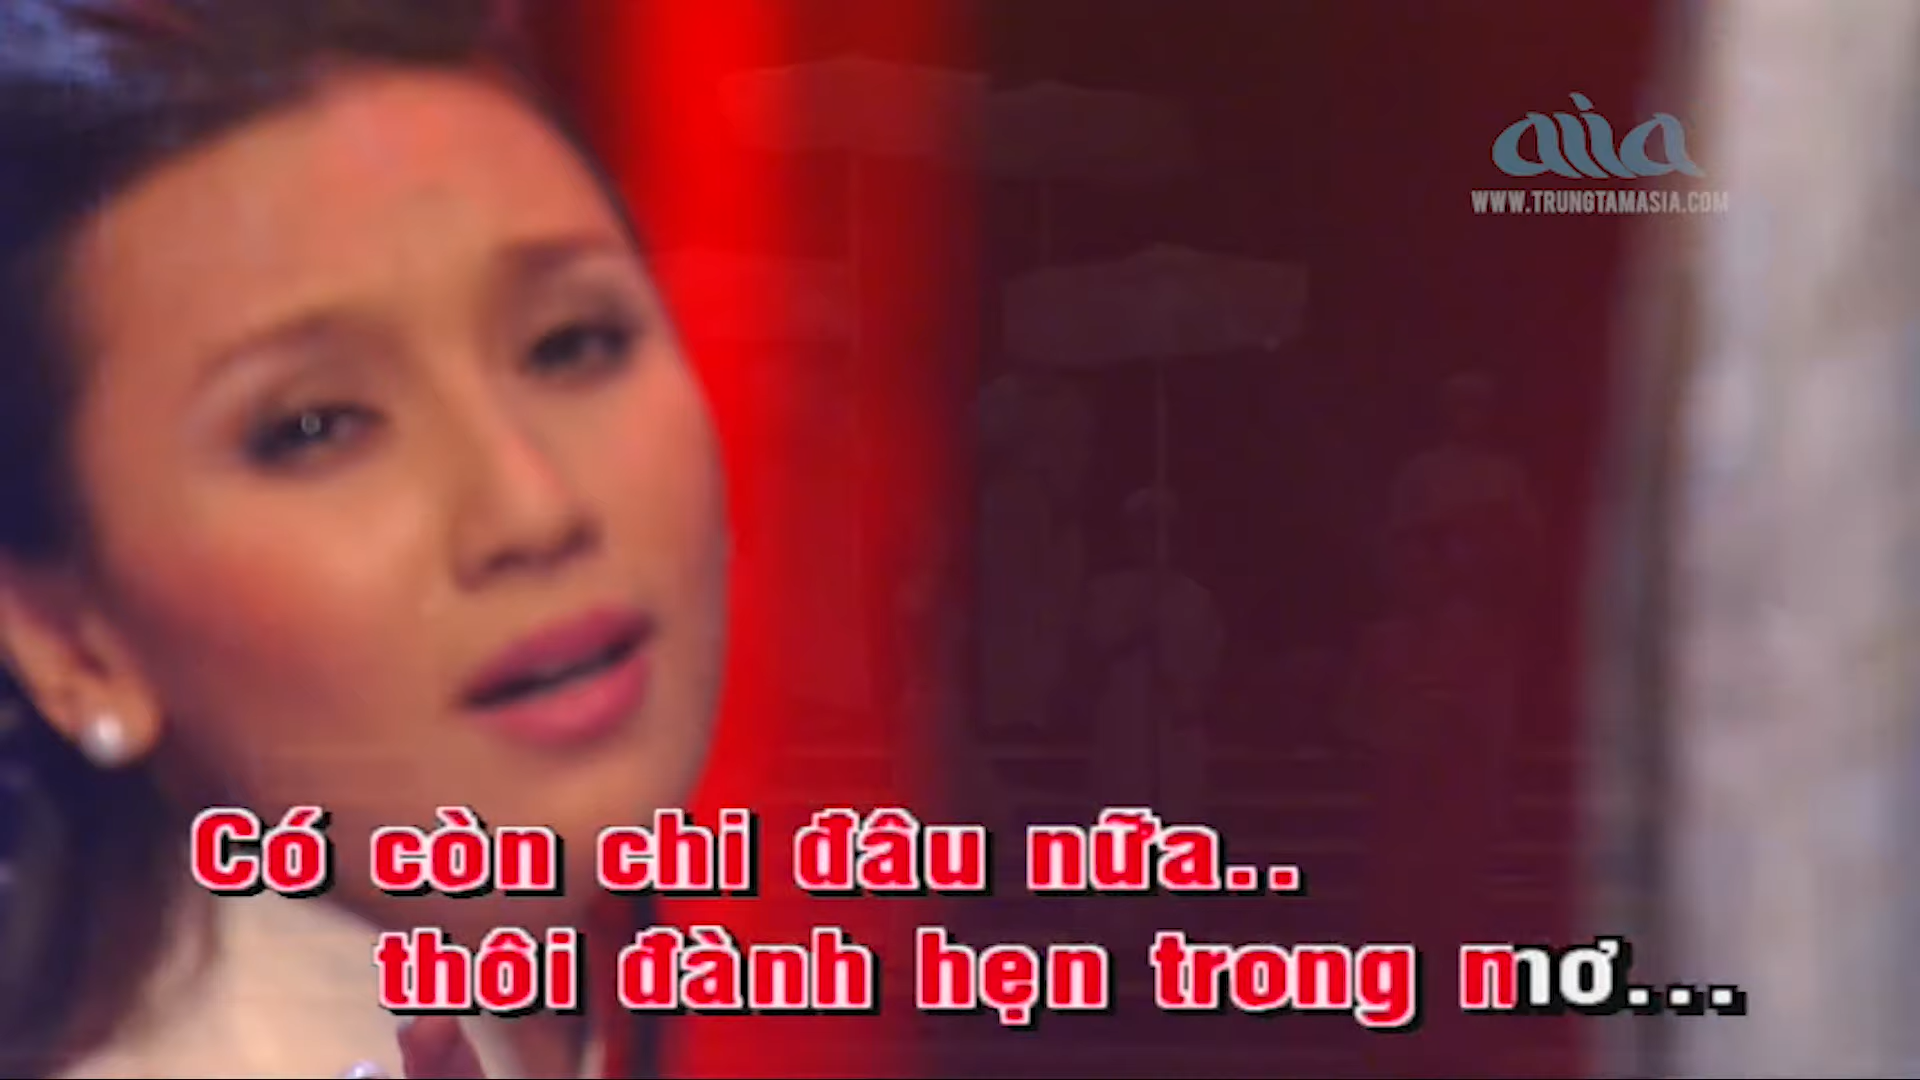 asia
WWW.TRUNGTAMASIA.COM
Có còn chi đâu nữa..
thôi đành hẹn trong mơ...